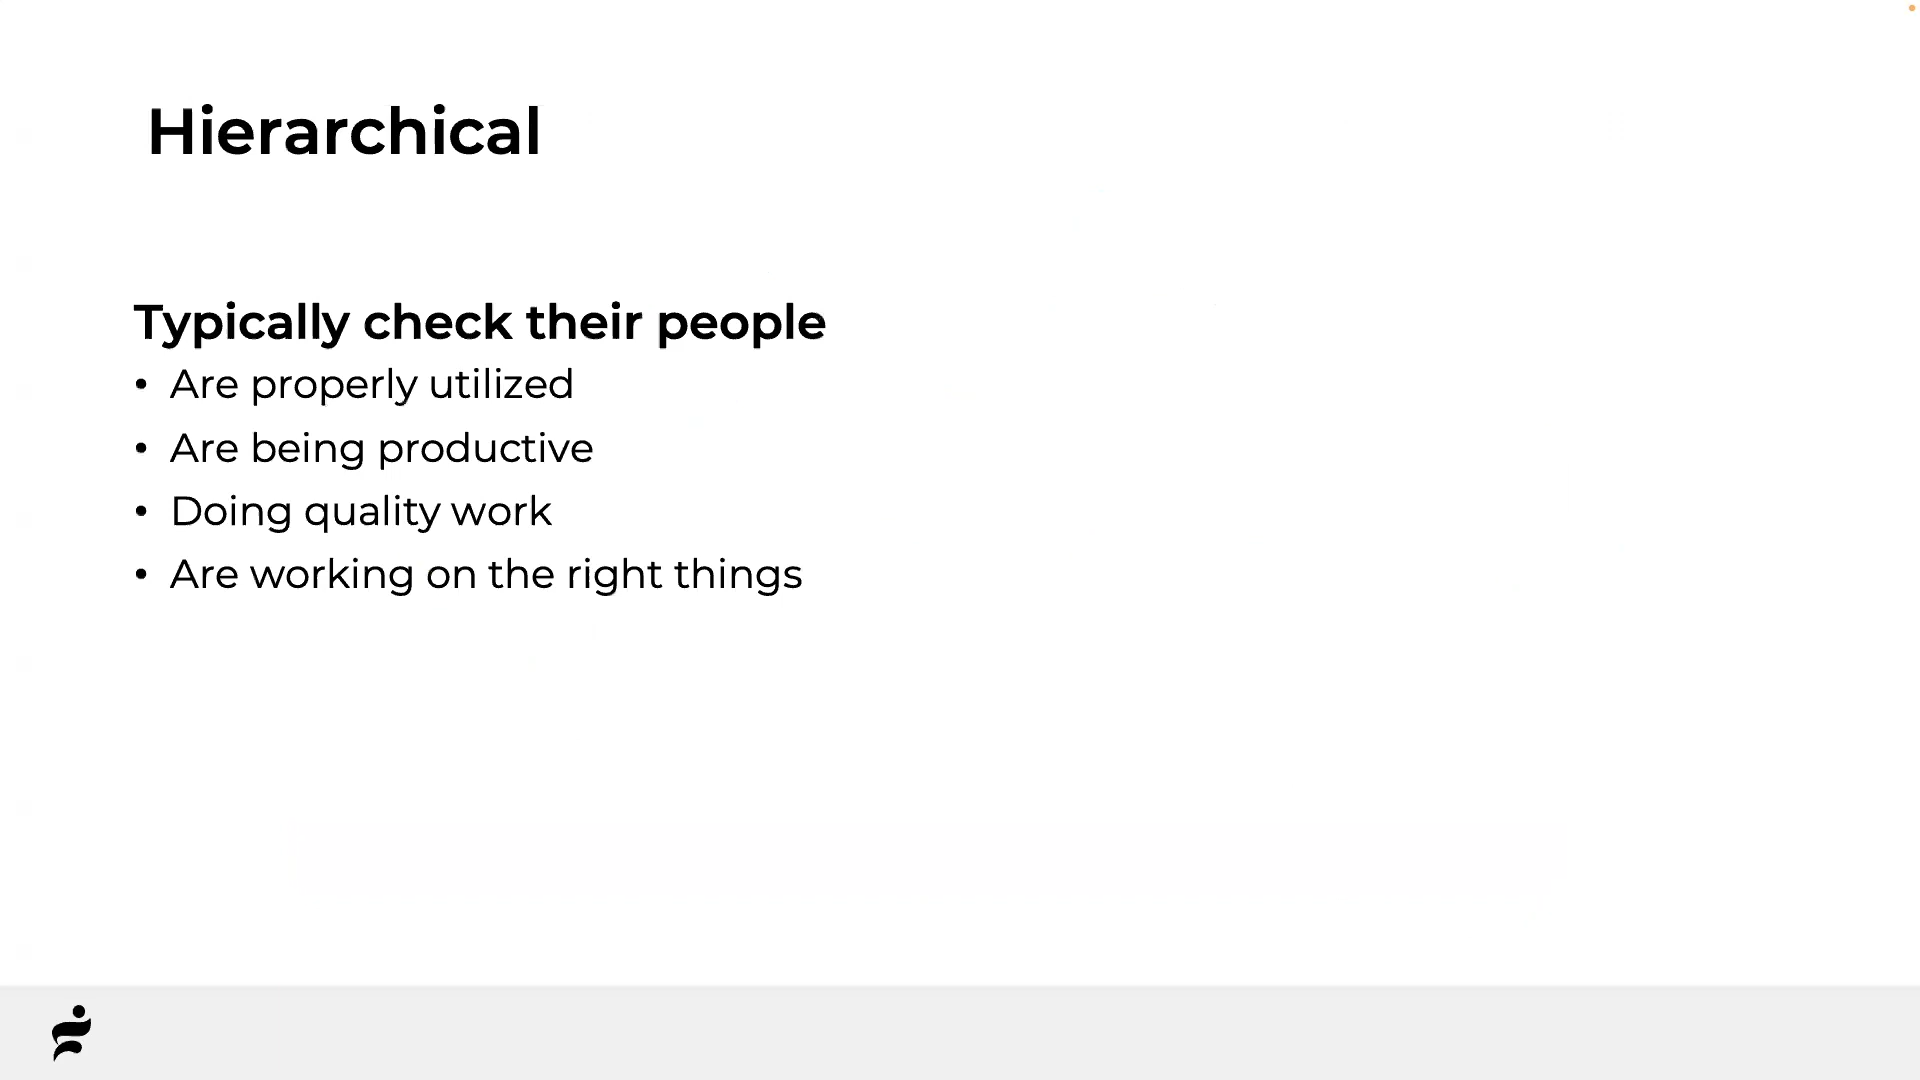 Hierarchical
Typically check their people
• Are properly utilized
• Are being productive
• Doing quality work
• Are working on the right things